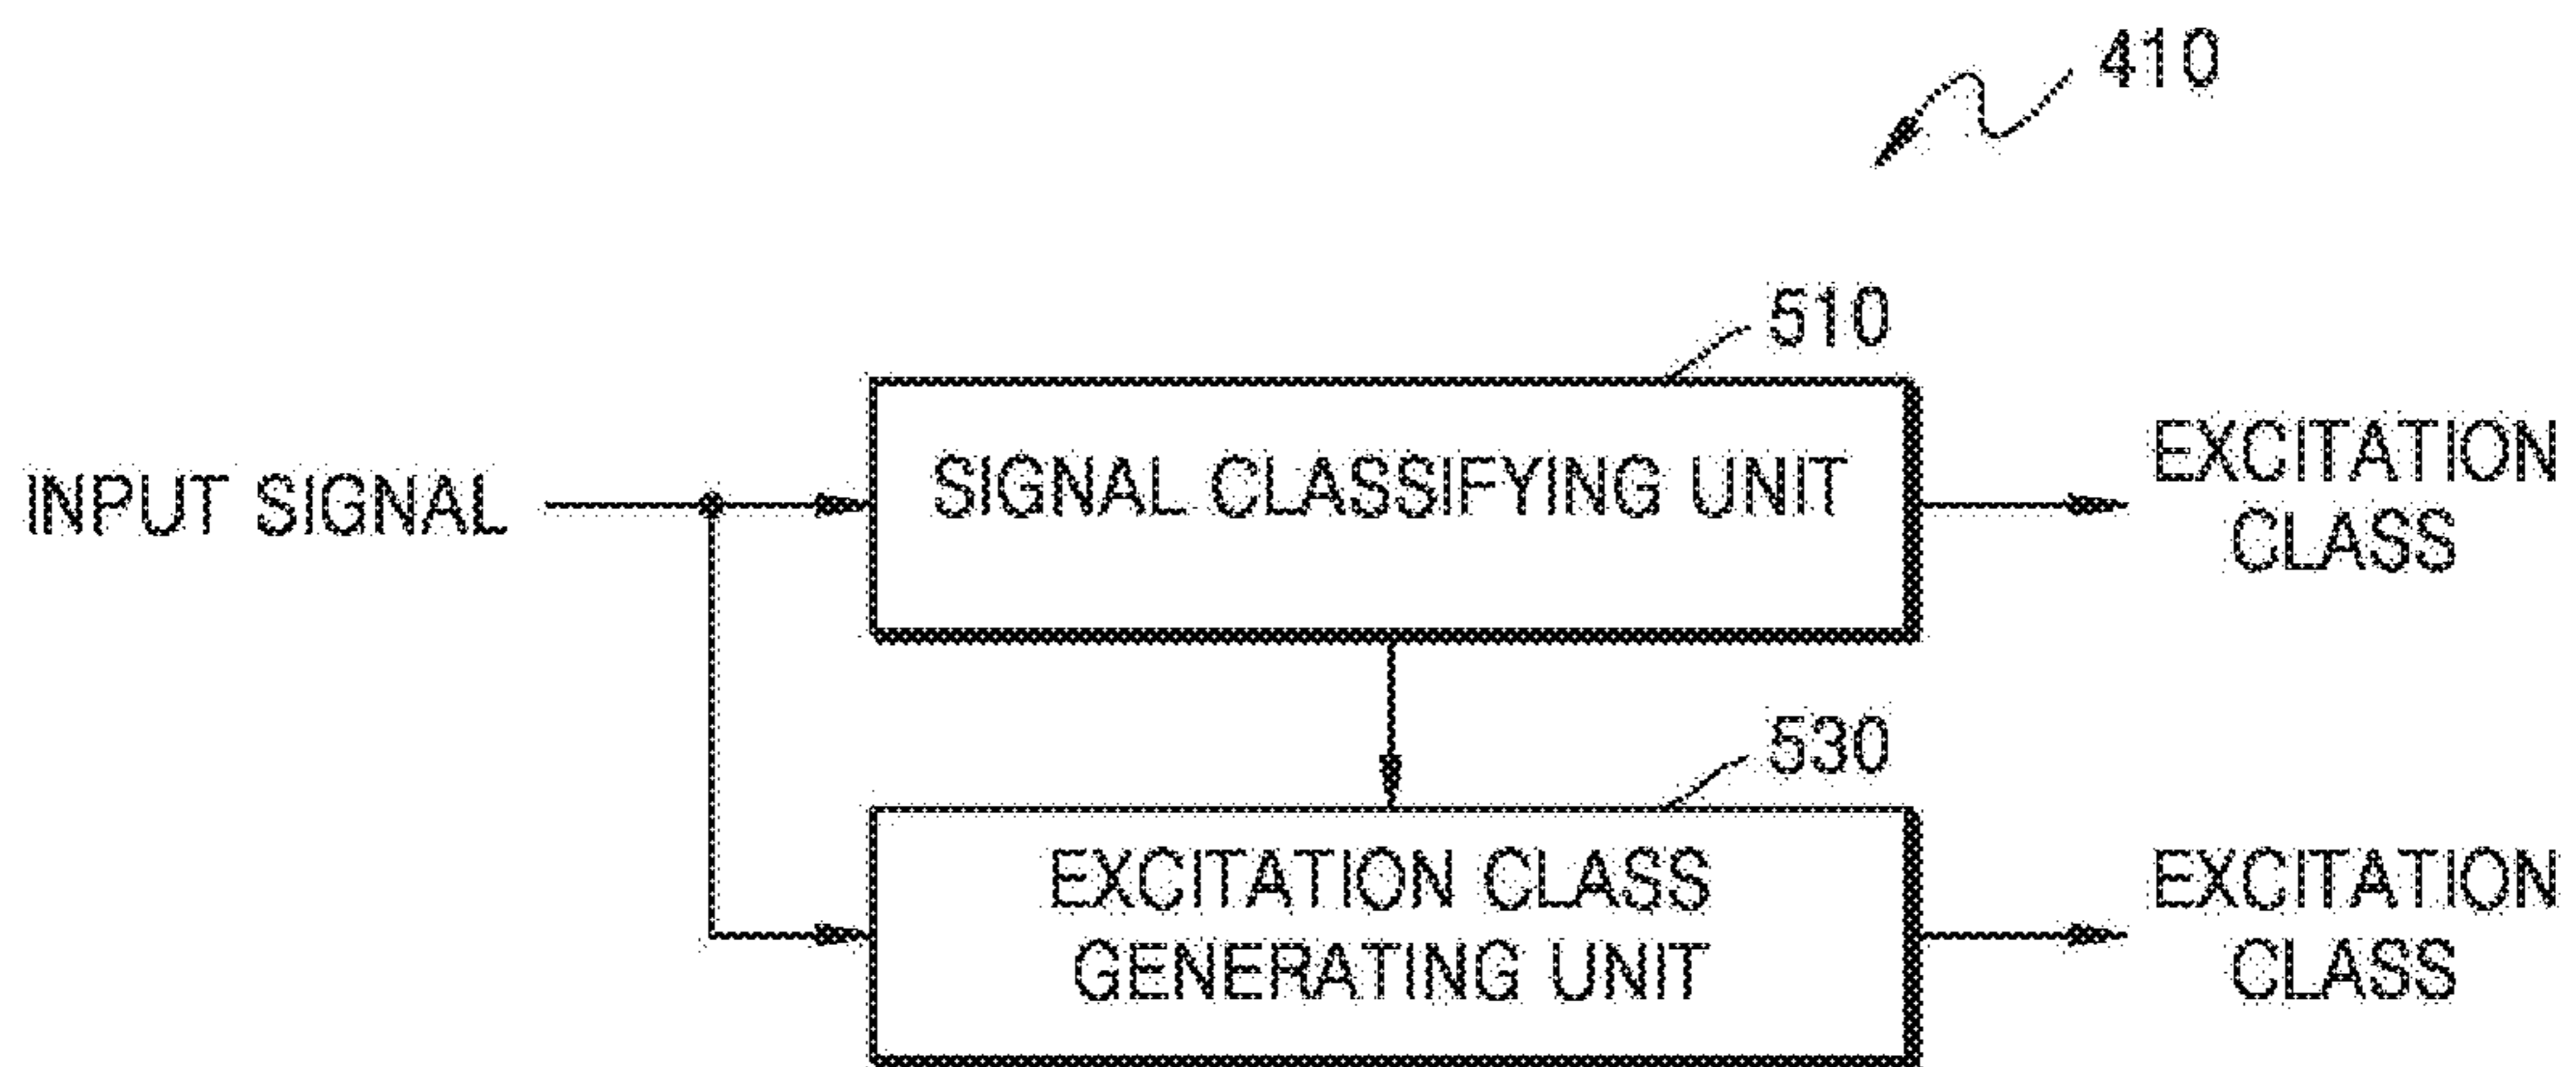 410
510
INPUT SIGNAL
SIGNAL CLASSIFYING UNIT
EXCITATION
CLASS
530
EXCITATION CLASS
GENERATING UNIT
EXCITATION
CLASS